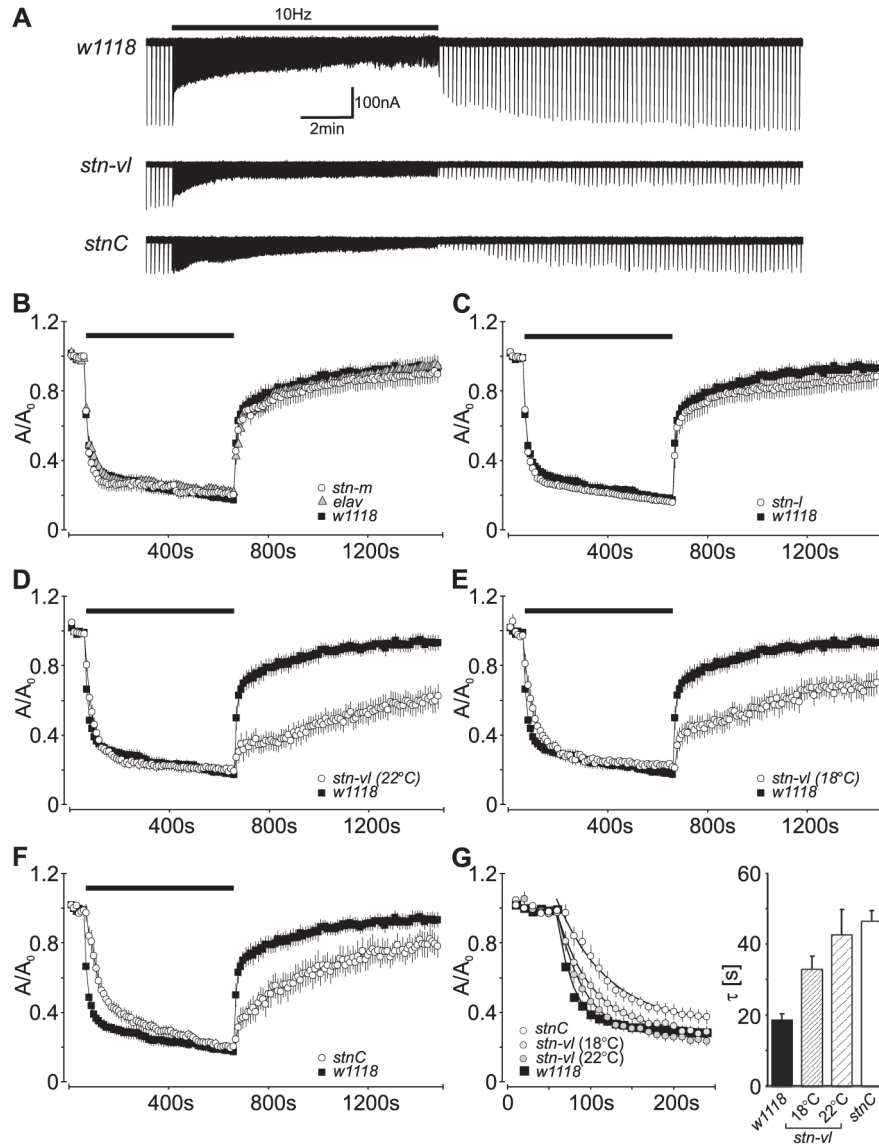 A
10Hz
w1118
100nA
2min
stn-vl
stnC
B
1.2
0.8
0.4
0
A/A0
400s
800s
1200s
stn-m
elav
w1118
C
1.2
0.8
0.4
0
A/A0
400s
800s
1200s
stn-l
w1118
D
1.2
0.8
0.4
0
A/A0
400s
800s
1200s
stn-vl (22°C)
w1118
E
1.2
0.8
0.4
0
A/A0
400s
800s
1200s
stn-vl (18°C)
w1118
F
1.2
0.8
0.4
0
A/A0
400s
800s
1200s
stnC
w1118
G
1.2
0.8
0.4
0
A/A0
0
100s
200s
stnC
stn-vl (18°C)
stn-vl (22°C)
w1118
60
40
20
0
τ [s]
w1118
18°C
22°C
stnC
stn-vl